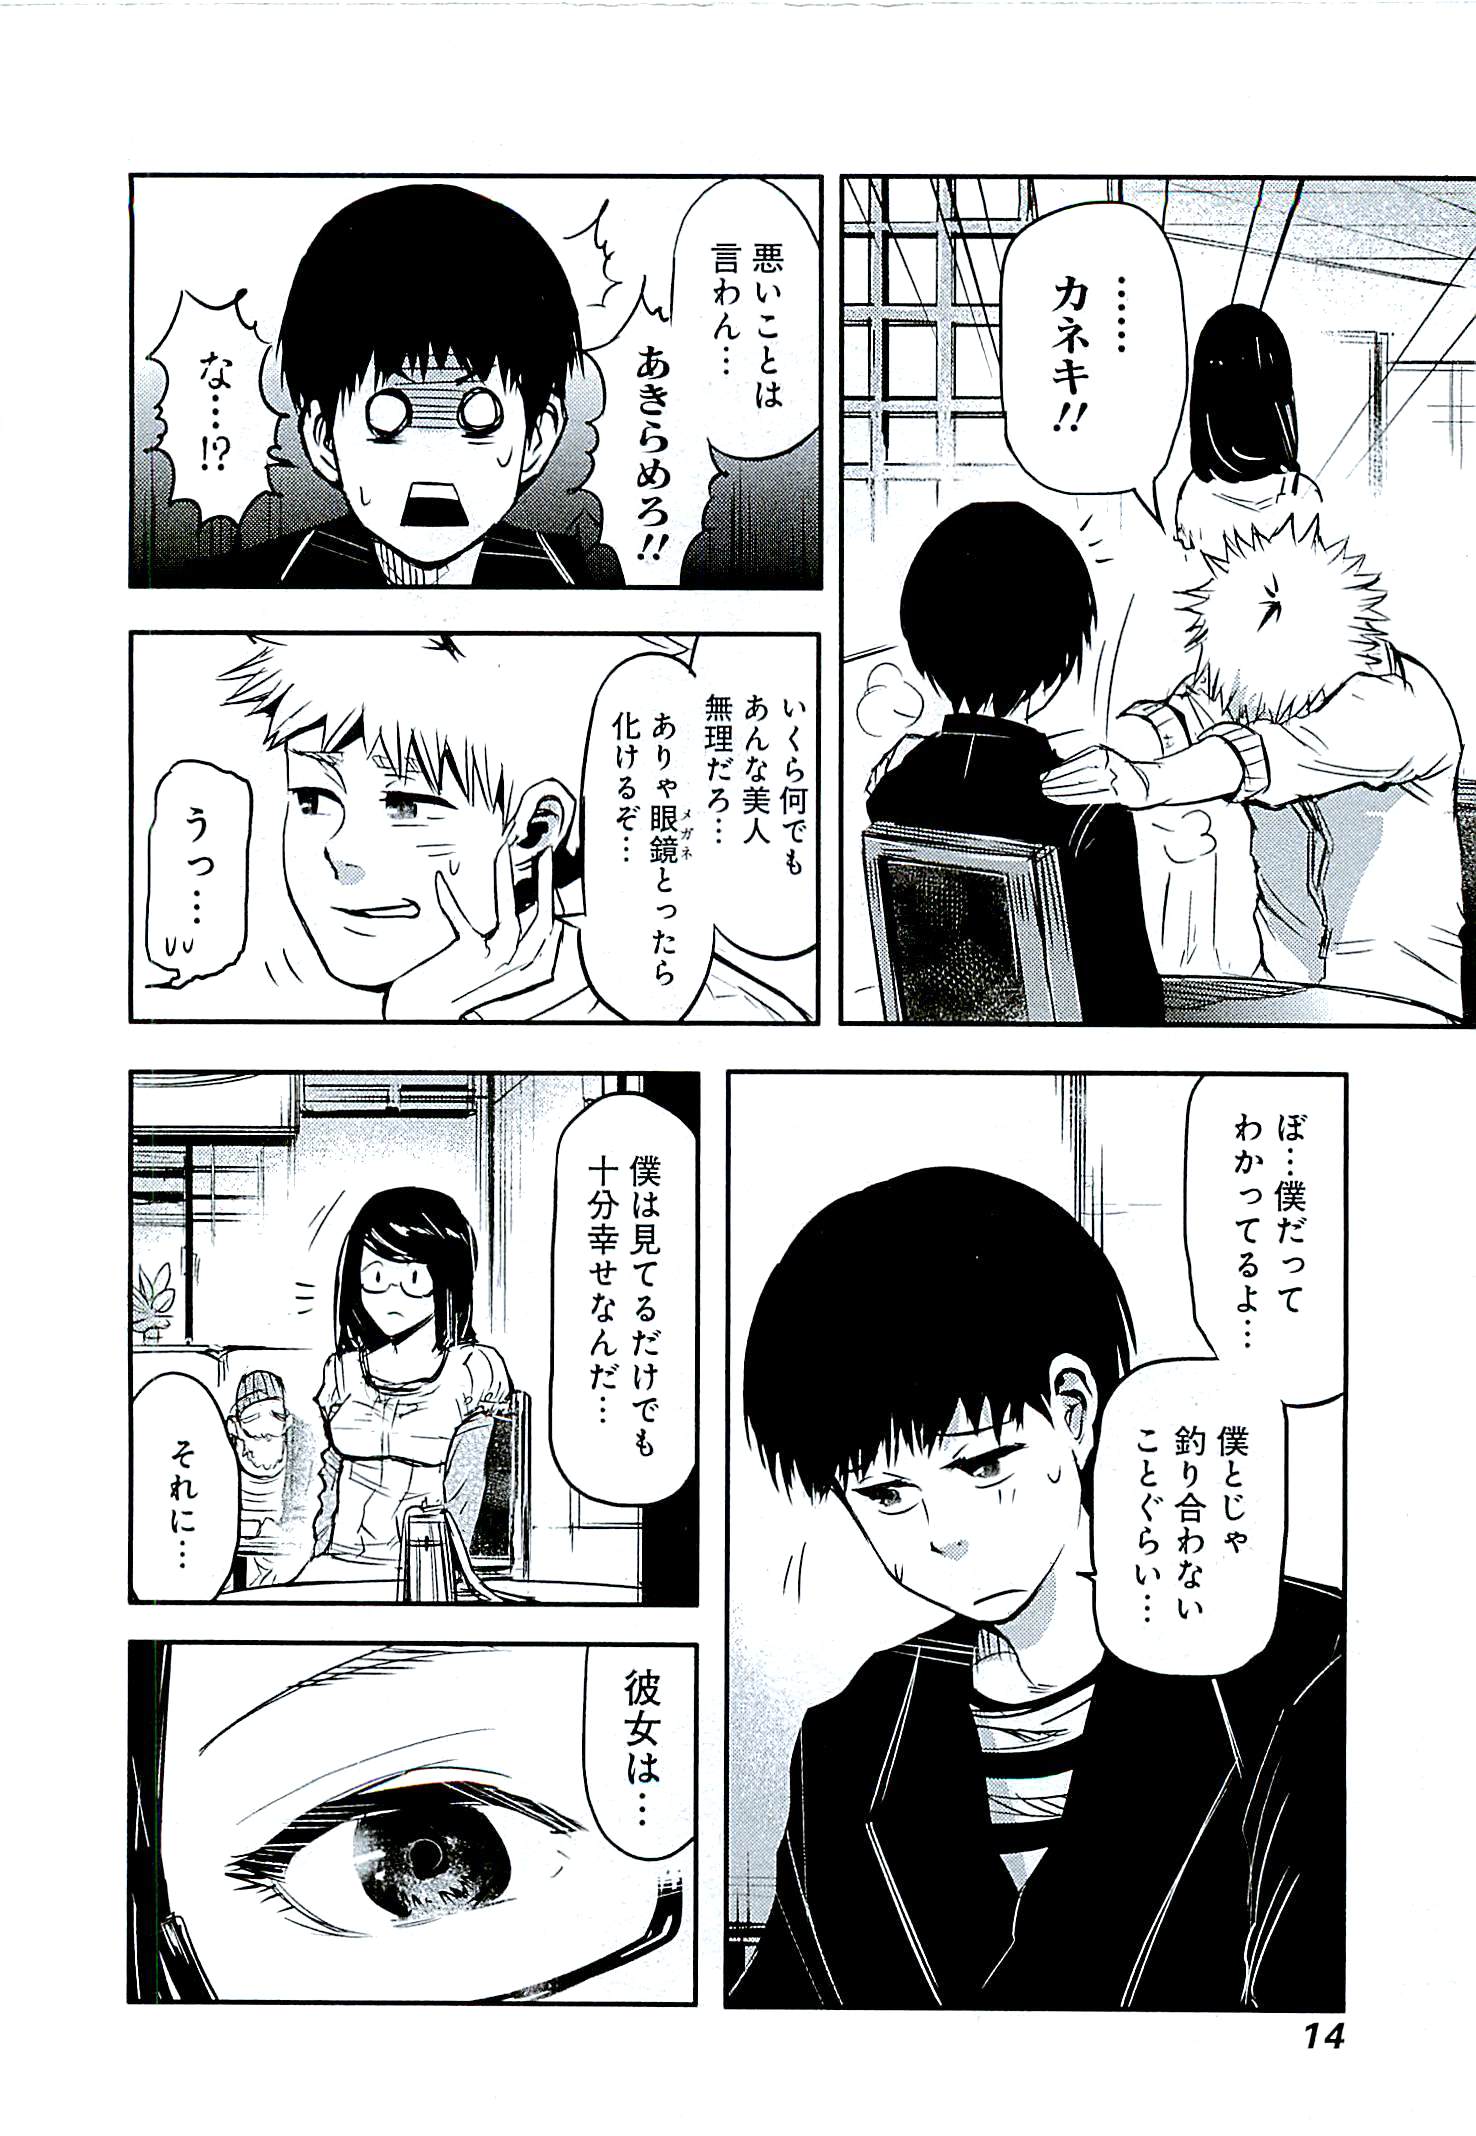 ……
カネキ!!
悪いことは
言わん…
あきらめろ!!
な…!?
いくら何でも
あんな美人
無理だろ…
ありゃ眼鏡とったら
メガネ
化けるぞ…
うっ…
ぼ…僕だって
わかってるよ…
僕とじゃ
釣り合わない
ことぐらい…
僕は見てるだけでも
十分幸せなんだ…
それに…
彼女は…
14